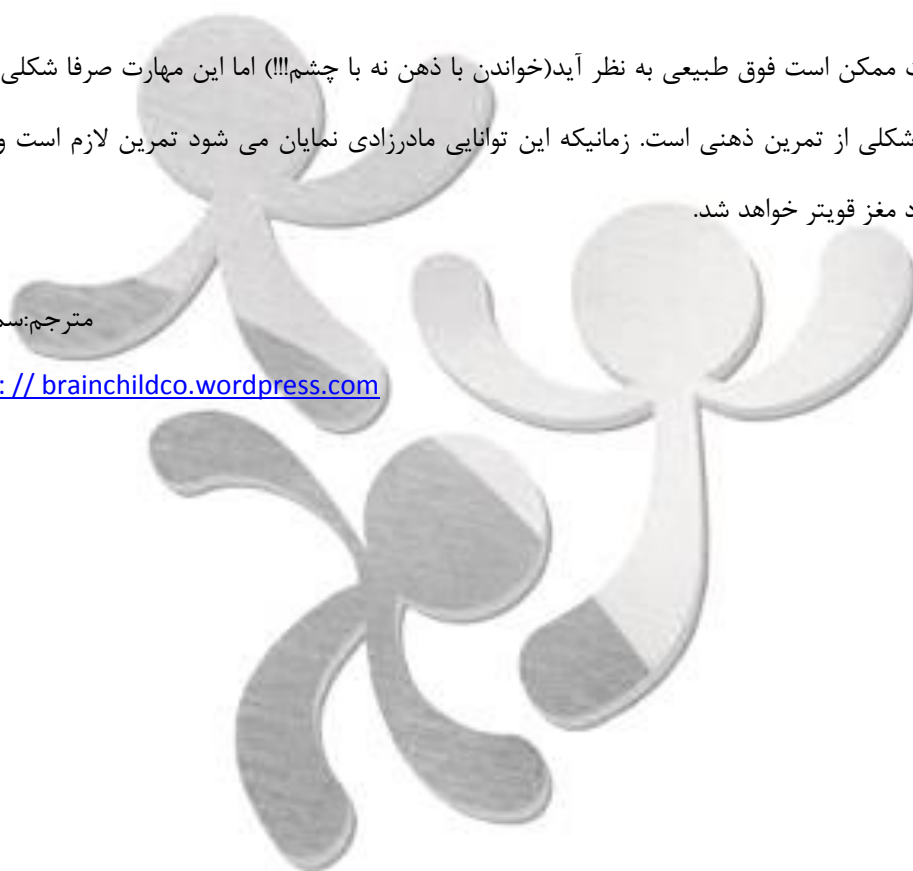 ممکن است فوق طبیعی به نظر آید(خواندن با ذهن نه با چشم!!!) اما این مهارت صرفا شکلی
شکلی از تمرین ذهنی است. زمانیکه این توانایی مادرزادی نمایان می شود تمرین لازم است و
مغز قویتر خواهد شد.
مترجم:
: // brainchildco.wordpress.com